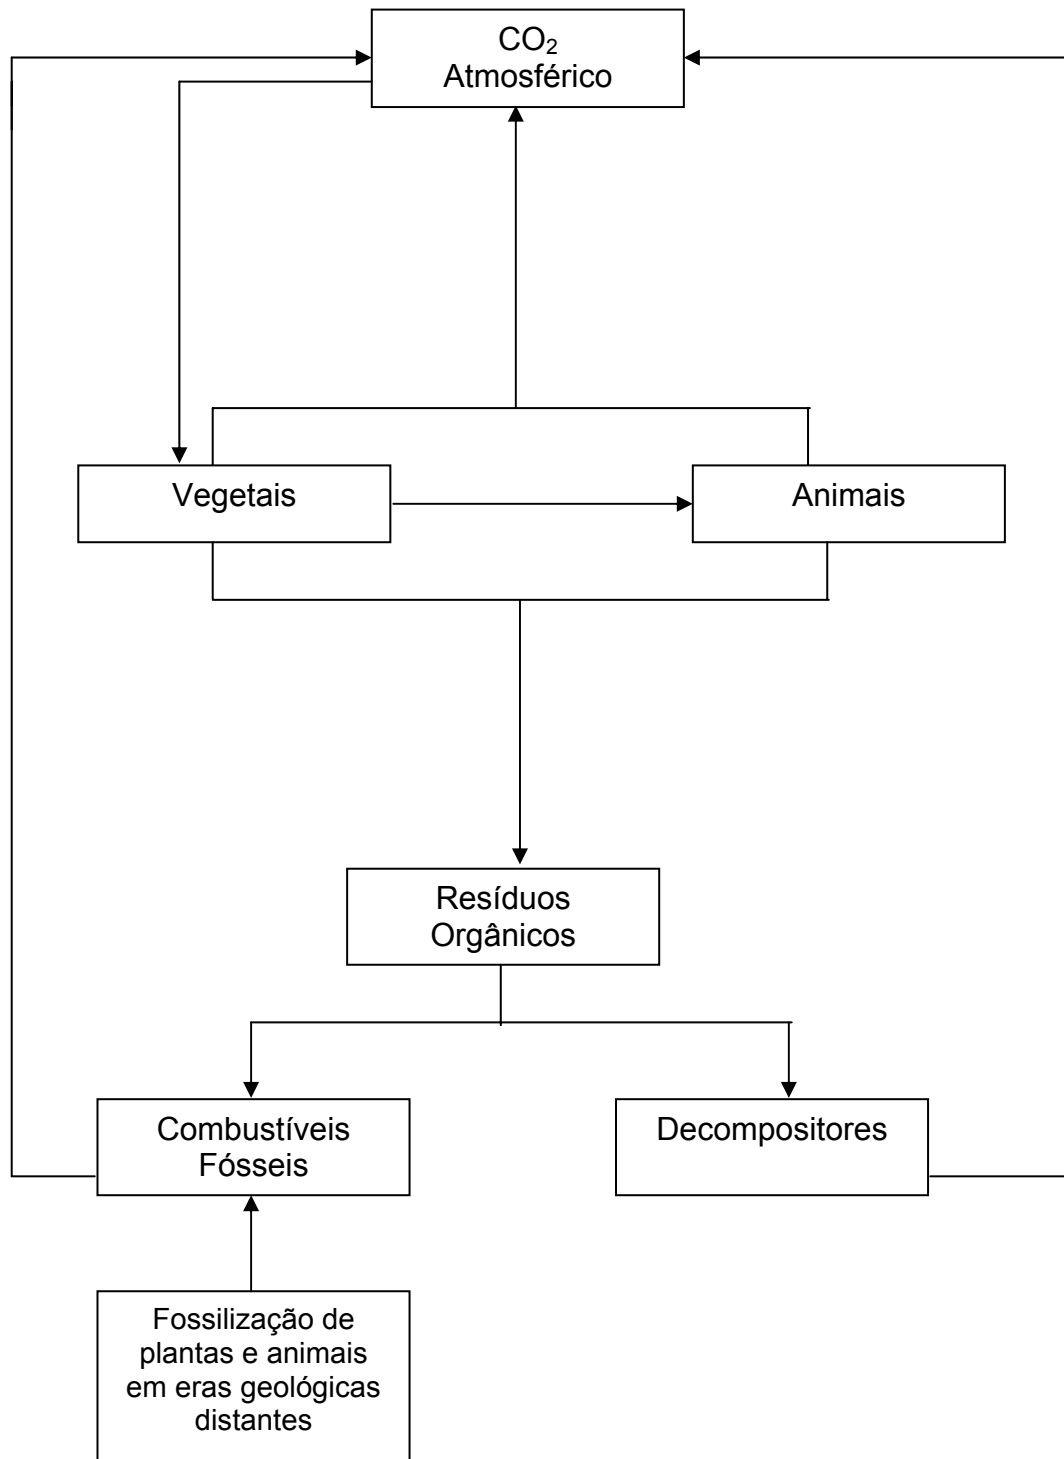 CO₂
Atmosférico
Vegetais
Animais
Resíduos
Orgânicos
Combustíveis
Fósseis
Decompositores
Fossilização de
plantas e animais
em eras geológicas
distantes